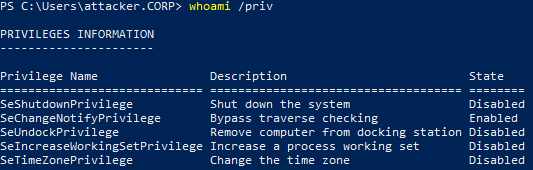 PS C:\Users\attacker.CORP> whoami /priv
PRIVILEGES INFORMATION
----------------------
Privilege Name                Description                          State
============================= ==================================== ========
SeShutdownPrivilege           Shut down the system                 Disabled
SeChangeNotifyPrivilege       Bypass traverse checking             Enabled
SeUndockPrivilege             Remove computer from docking station Disabled
SeIncreaseWorkingSetPrivilege Increase a process working set       Disabled
SeTimeZonePrivilege           Change the time zone                 Disabled